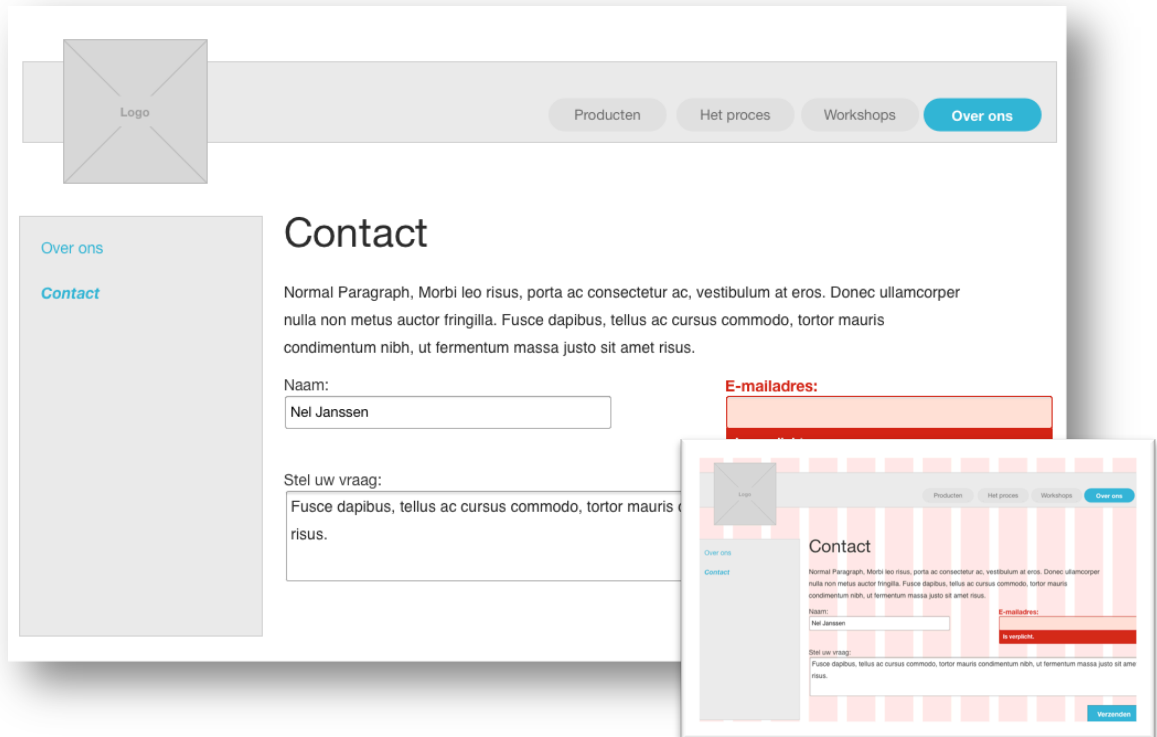 Logo
Producten
Het proces
Workshops
Over ons
Over ons
Contact
Contact
Normal Paragraph, Morbi leo risus, porta ac consectetur ac, vestibulum at eros. Donec ullamcorper
nulla non metus auctor fringilla. Fusce dapibus, tellus ac cursus commodo, tortor mauris
condimentum nibh, ut fermentum massa justo sit amet risus.
Naam:
E-mailadres:
Nel Janssen
Stel uw vraag:
Fusce dapibus, tellus ac cursus commodo, tortor mauris
risus.
Logo
Producten
Het proces
Workshops
Over ons
Over ons
Contact
Contact
Normal Paragraph, Morbi leo risus, porta ac consectetur ac, vestibulum at eros. Donec ullamcorper
nulla non metus auctor fringilla. Fusce dapibus, tellus ac cursus commodo, tortor mauris
condimentum nibh, ut fermentum massa justo sit amet risus.
Naam:
E-mailadres:
Nel Janssen
Is verplicht.
Stel uw vraag:
Fusce dapibus, tellus ac cursus commodo, tortor mauris condimentum nibh, ut fermentum massa justo sit ame
risus.
Verzenden